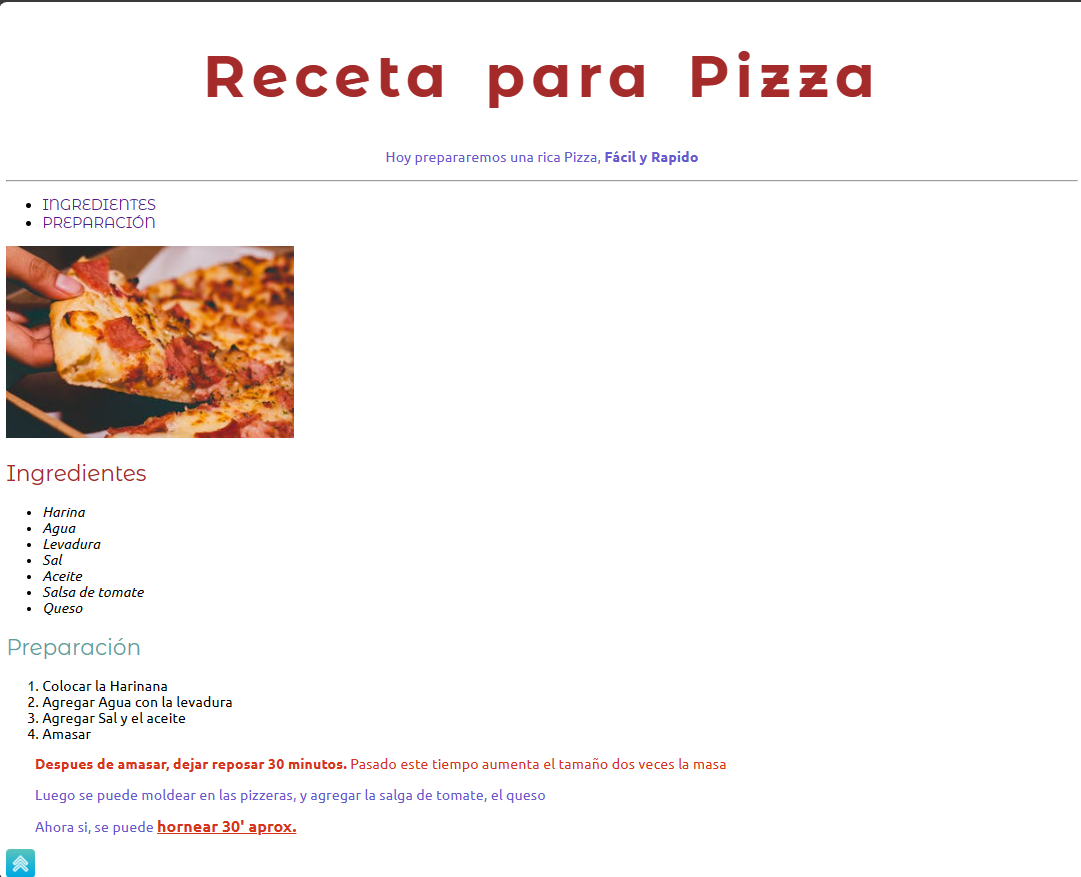 Receta para Pizza
Hoy prepararemos una rica Pizza, Fácil y Rapido
INGREDIENTES
PREPARACIÓN
Ingredientes
Harina
Agua
Levadura
Sal
Aceite
Salsa de tomate
Queso
Preparación
1. Colocar la Harinana
2. Agregar Agua con la levadura
3. Agregar Sal y el aceite
4. Amasar
Despues de amasar, dejar reposar 30 minutos. Pasado este tiempo aumenta el tamaño dos veces la masa
Luego se puede moldear en las pizzeras, y agregar la salga de tomate, el queso
Ahora si, se puede hornear 30' aprox.